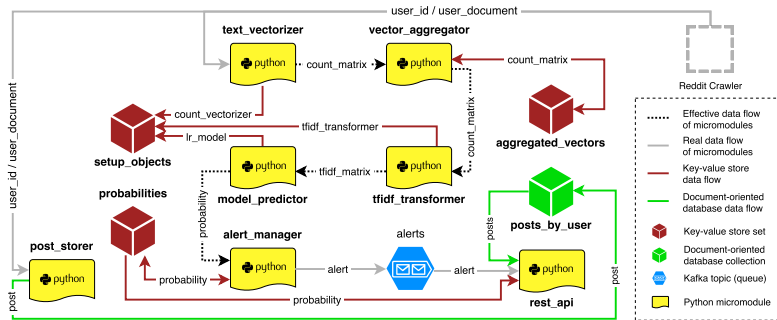 user_id / user_document
text_vectorizer
vector_aggregator
python
count_matrix
python
count_matrix
Reddit Crawler
user_id / user_document
count_vectorizer
count_matrix
setup_objects
tfidf_transformer
lr_model
aggregated_vectors
python
tfidf_matrix
python
model_predictor
tfidf_transformer
probabilities
probability
posts
posts_by_user
post_storer
alert_manager
alerts
python
python
alert
alert
python
probability
probability
rest_api
post
post
Effective data flow
of micromodules
Real data flow
of micromodules
Key-value store
data flow
Document-oriented
database data flow
Key-value store set
Document-oriented
database collection
Kafka topic (queue)
Python micromodule